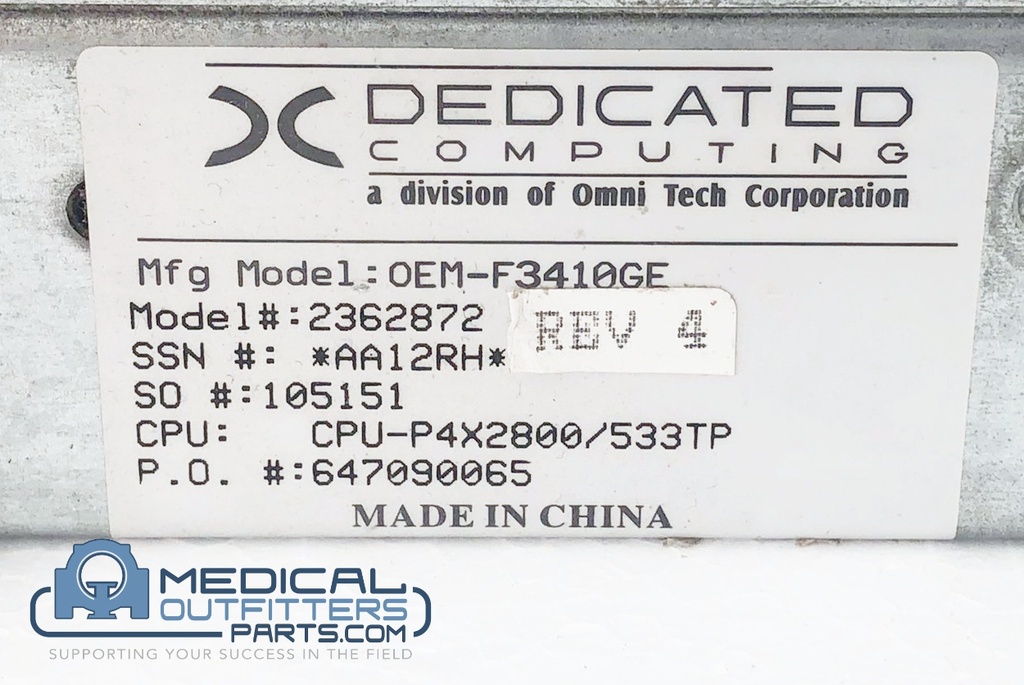 DEDICATED
COMPUTING
a division of Omni Tech Corporation
Mfg Model:OEM-F3410GE
Model#:2362872
REV 4
SSN #: *AA12RH*
SO #:105151
CPU: CPU-P4X2800/533TP
P.O. #:647090065
MADE IN CHINA
MEDICAL
OUTFITTERS
PARTS.COM
SUPPORTING YOUR SUCCESS IN THE FIELD